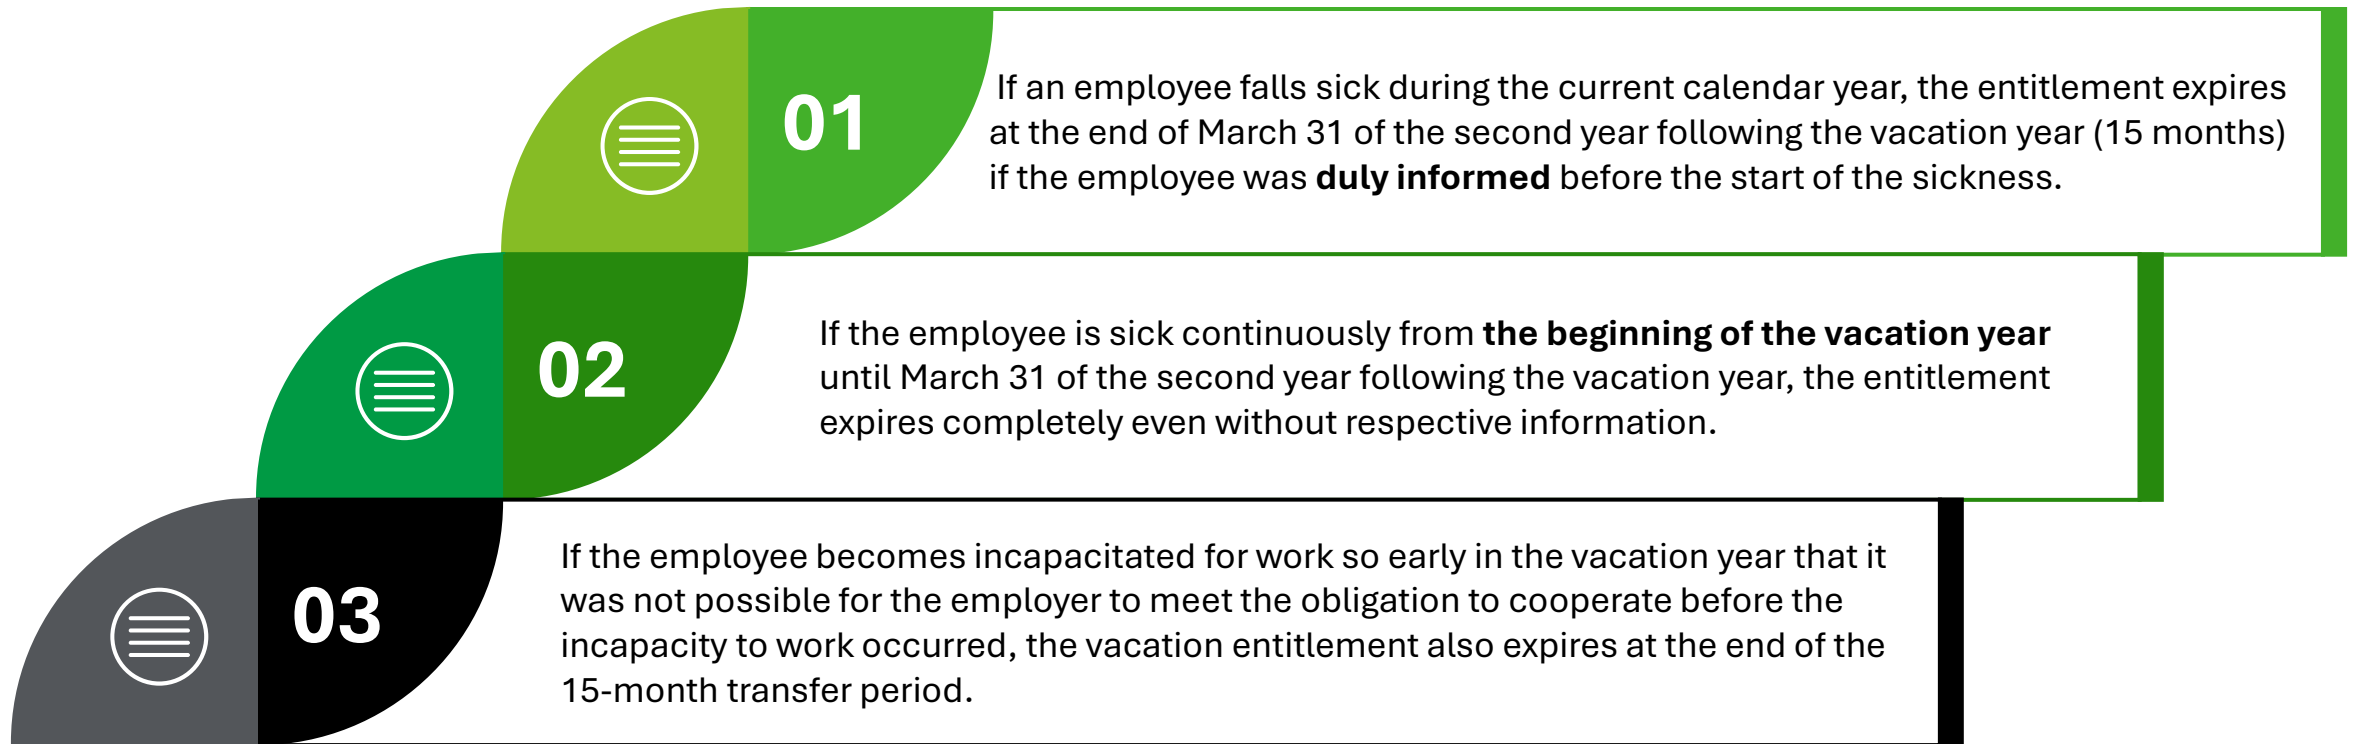 01
If an employee falls sick during the current calendar year, the entitlement expires
at the end of March 31 of the second year following the vacation year (15 months)
if the employee was duly informed before the start of the sickness.
02
If the employee is sick continuously from the beginning of the vacation year
until March 31 of the second year following the vacation year, the entitlement
expires completely even without respective information.
03
If the employee becomes incapacitated for work so early in the vacation year that it
was not possible for the employer to meet the obligation to cooperate before the
incapacity to work occurred, the vacation entitlement also expires at the end of the
15-month transfer period.